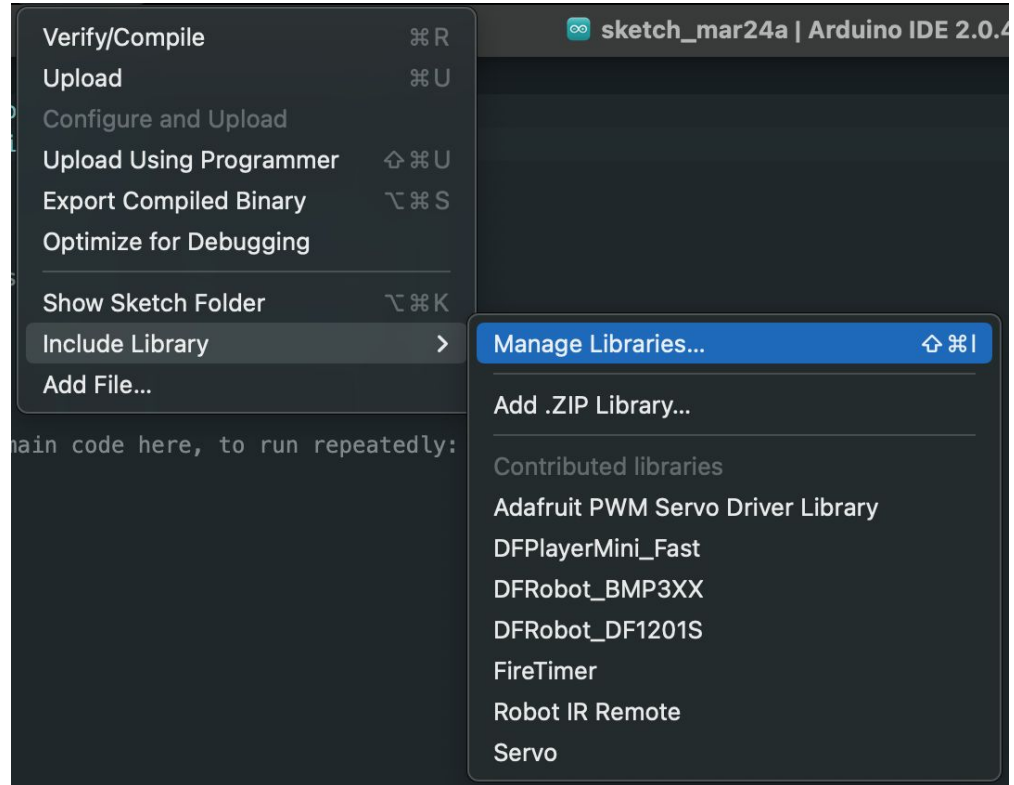 sketch_mar24a | Arduino IDE 2.0.4
Verify/Compile ⌘R
Upload ⌘U
Configure and Upload
Upload Using Programmer ⇧⌘U
Export Compiled Binary ⌥⌘S
Optimize for Debugging
Show Sketch Folder ⌥⌘K
Include Library >
Add File...
main code here, to run repeatedly:
Manage Libraries... ⇧⌘I
Add .ZIP Library...
Contributed libraries
Adafruit PWM Servo Driver Library
DFPlayerMini_Fast
DFRobot_BMP3XX
DFRobot_DF1201S
FireTimer
Robot IR Remote
Servo